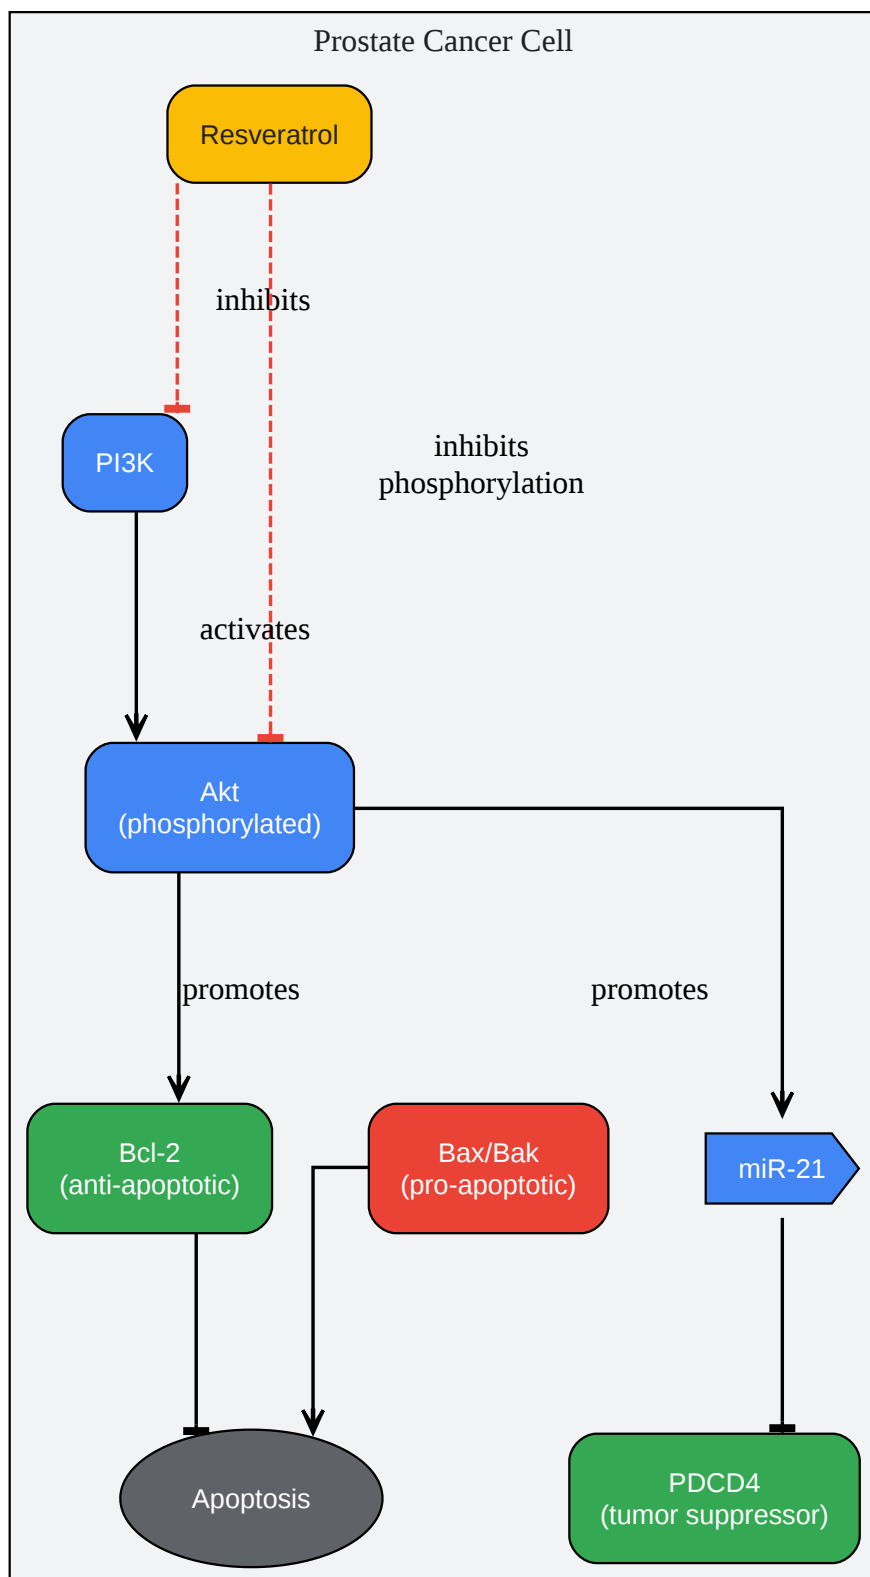 Prostate Cancer Cell
Resveratrol
inhibits
PI3K
inhibits
phosphorylation
activates
Akt
(phosphorylated)
promotes
promotes
Bcl-2
(anti-apoptotic)
Bax/Bak
(pro-apoptotic)
miR-21
Apoptosis
PDCD4
(tumor suppressor)